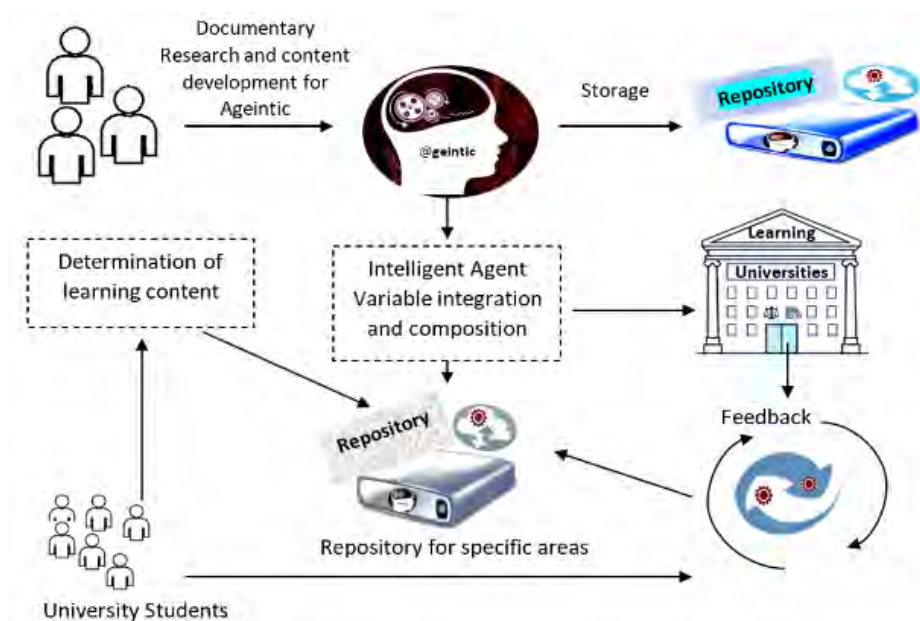 Documentary
Research and content
development for
Ageintic
@geintic
Storage
Repository
Determination of
learning content
Intelligent Agent
Variable integration
and composition
Learning
Universities
Repository
Feedback
Repository for specific areas
University Students